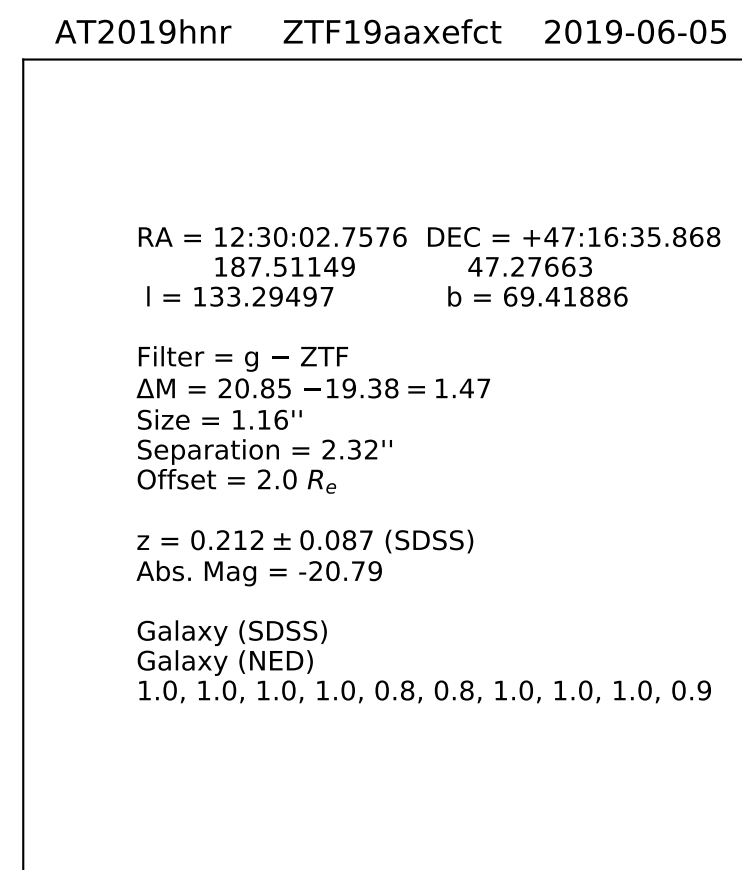 AT2019hnr ZTF19aaxefct 2019-06-05
RA = 12:30:02.7576 DEC = +47:16:35.868
187.51149 47.27663
l = 133.29497 b = 69.41886
Filter = g − ZTF
ΔM = 20.85 −19.38 = 1.47
Size = 1.16''
Separation = 2.32''
Offset = 2.0 Rₑ
z = 0.212 ± 0.087 (SDSS)
Abs. Mag = -20.79
Galaxy (SDSS)
Galaxy (NED)
1.0, 1.0, 1.0, 1.0, 0.8, 0.8, 1.0, 1.0, 1.0, 0.9